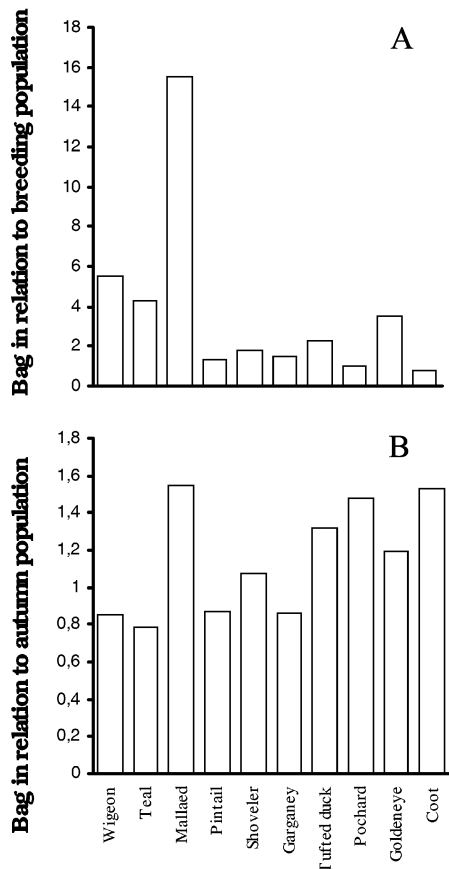 A
Bag in relation to breeding population
18
16
14
12
10
8
6
4
2
0
B
Bag in relation to autumn population
1,8
1,6
1,4
1,2
1
0,8
0,6
0,4
0,2
0
Wigeon
Teal
Mallaed
Pintail
Shoveler
Garganey
Tufted duck
Pochard
Goldeneye
Coot